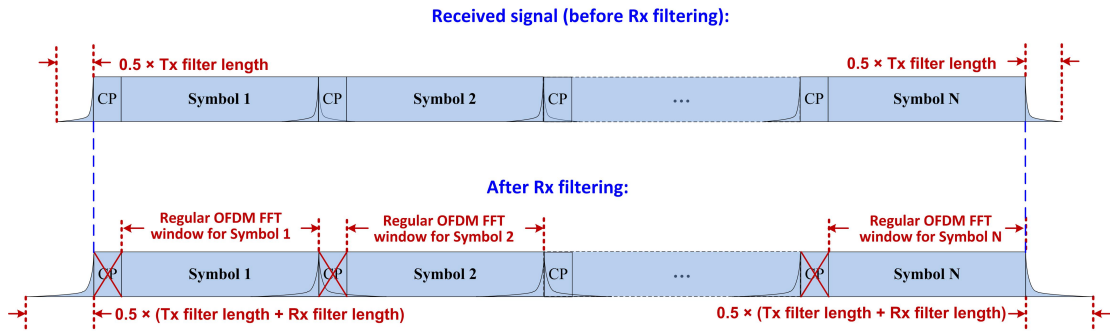 Received signal (before Rx filtering):
0.5 × Tx filter length
0.5 × Tx filter length
CP
Symbol 1
CP
Symbol 2
CP
...
CP
Symbol N
After Rx filtering:
Regular OFDM FFT
window for Symbol 1
Regular OFDM FFT
window for Symbol 2
Regular OFDM FFT
window for Symbol N
CP
Symbol 1
CP
Symbol 2
CP
...
CP
Symbol N
0.5 × (Tx filter length + Rx filter length)
0.5 × (Tx filter length + Rx filter length)